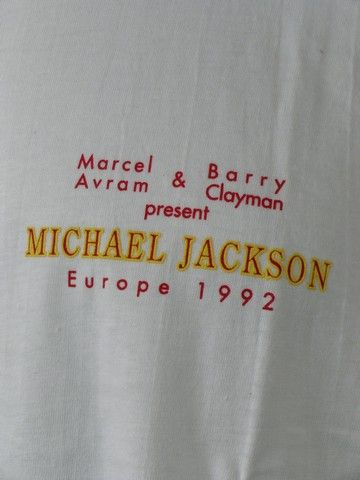 Marcel & Barry
Avram Clayman
present
MICHAEL JACKSON
Europe 1992